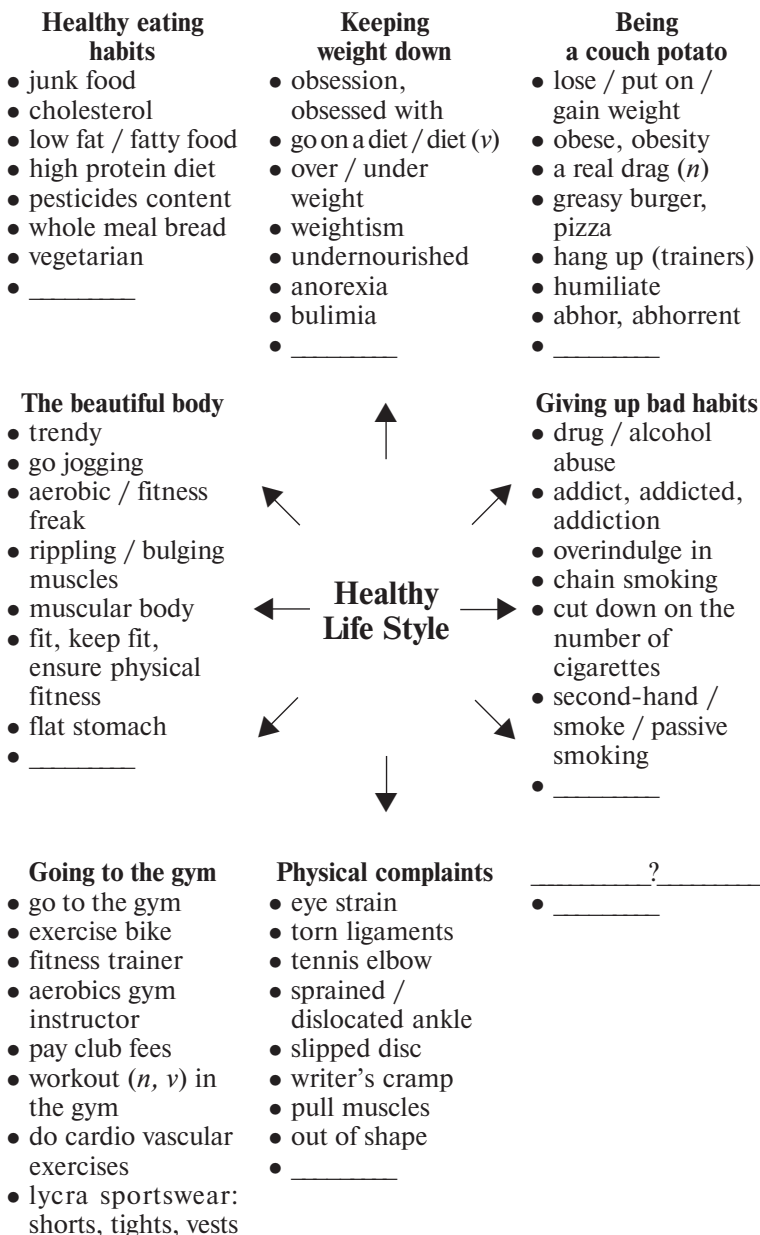 Healthy eating
habits
• junk food
• cholesterol
• low fat / fatty food
• high protein diet
• pesticides content
• whole meal bread
• vegetarian
• _________
Keeping
weight down
• obsession,
obsessed with
• go on a diet / diet (v)
• over / under
weight
• weightism
• undernourished
• anorexia
• bulimia
• _________
Being
a couch potato
• lose / put on /
gain weight
• obese, obesity
• a real drag (n)
• greasy burger,
pizza
• hang up (trainers)
• humiliate
• abhor, abhorrent
• _________
The beautiful body
• trendy
• go jogging
• aerobic / fitness
freak
• rippling / bulging
muscles
• muscular body
• fit, keep fit,
ensure physical
fitness
• flat stomach
• _________
Healthy
Life Style
Giving up bad habits
• drug / alcohol
abuse
• addict, addicted,
addiction
• overindulge in
• chain smoking
• cut down on the
number of
cigarettes
• second-hand /
smoke / passive
smoking
• _________
Going to the gym
• go to the gym
• exercise bike
• fitness trainer
• aerobics gym
instructor
• pay club fees
• workout (n, v) in
the gym
• do cardio vascular
exercises
• lycra sportswear:
shorts, tights, vests
Physical complaints
• eye strain
• torn ligaments
• tennis elbow
• sprained /
dislocated ankle
• slipped disc
• writer's cramp
• pull muscles
• out of shape
• _________
__________?_________
• _________